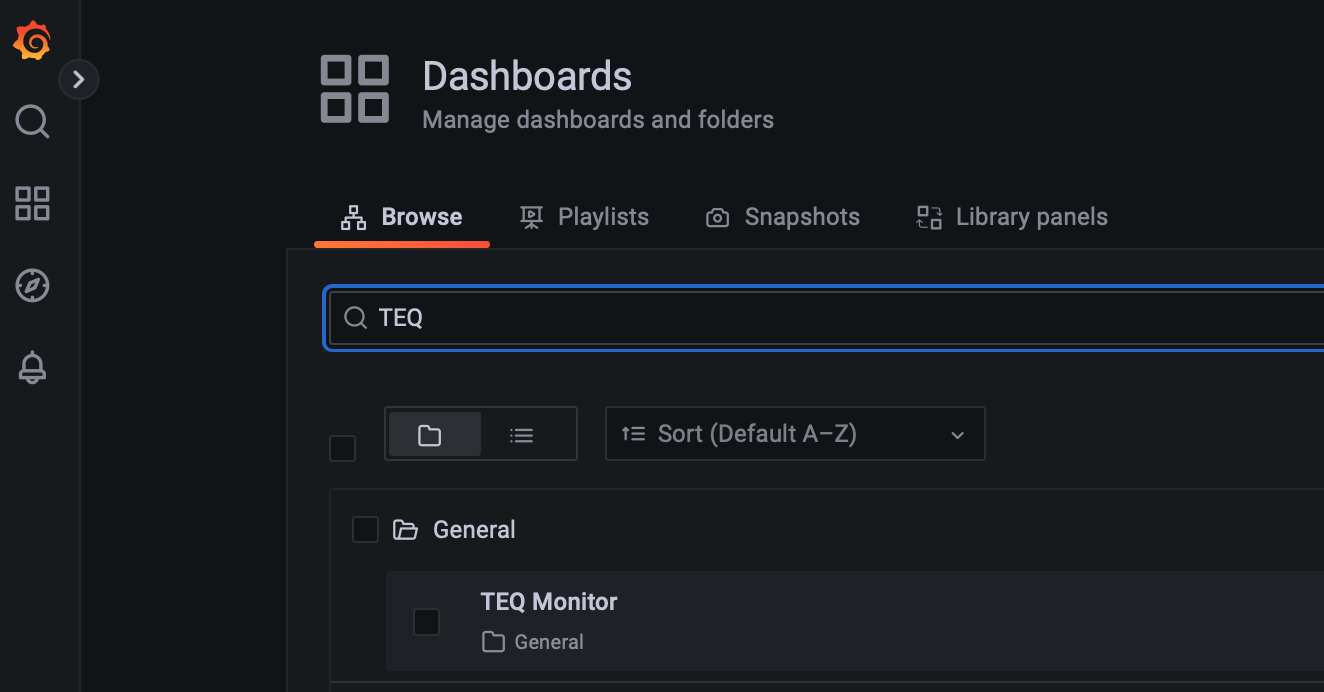 Dashboards
Manage dashboards and folders
Browse
Playlists
Snapshots
Library panels
TEQ
Sort (Default A–Z)
General
TEQ Monitor
General